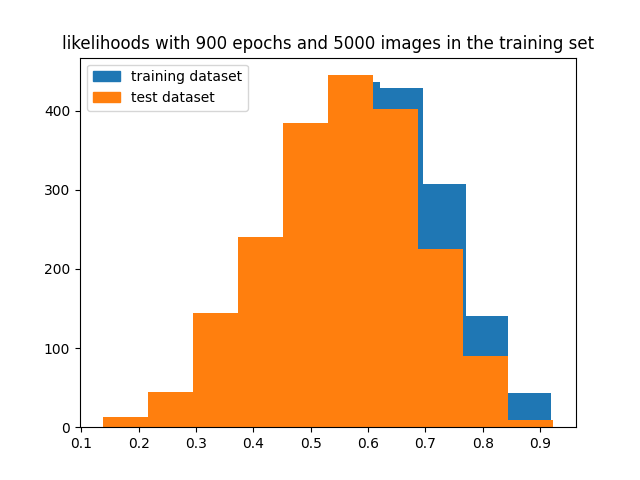 likelihoods with 900 epochs and 5000 images in the training set
training dataset
test dataset
400
300
200
100
0
0.1 0.2 0.3 0.4 0.5 0.6 0.7 0.8 0.9